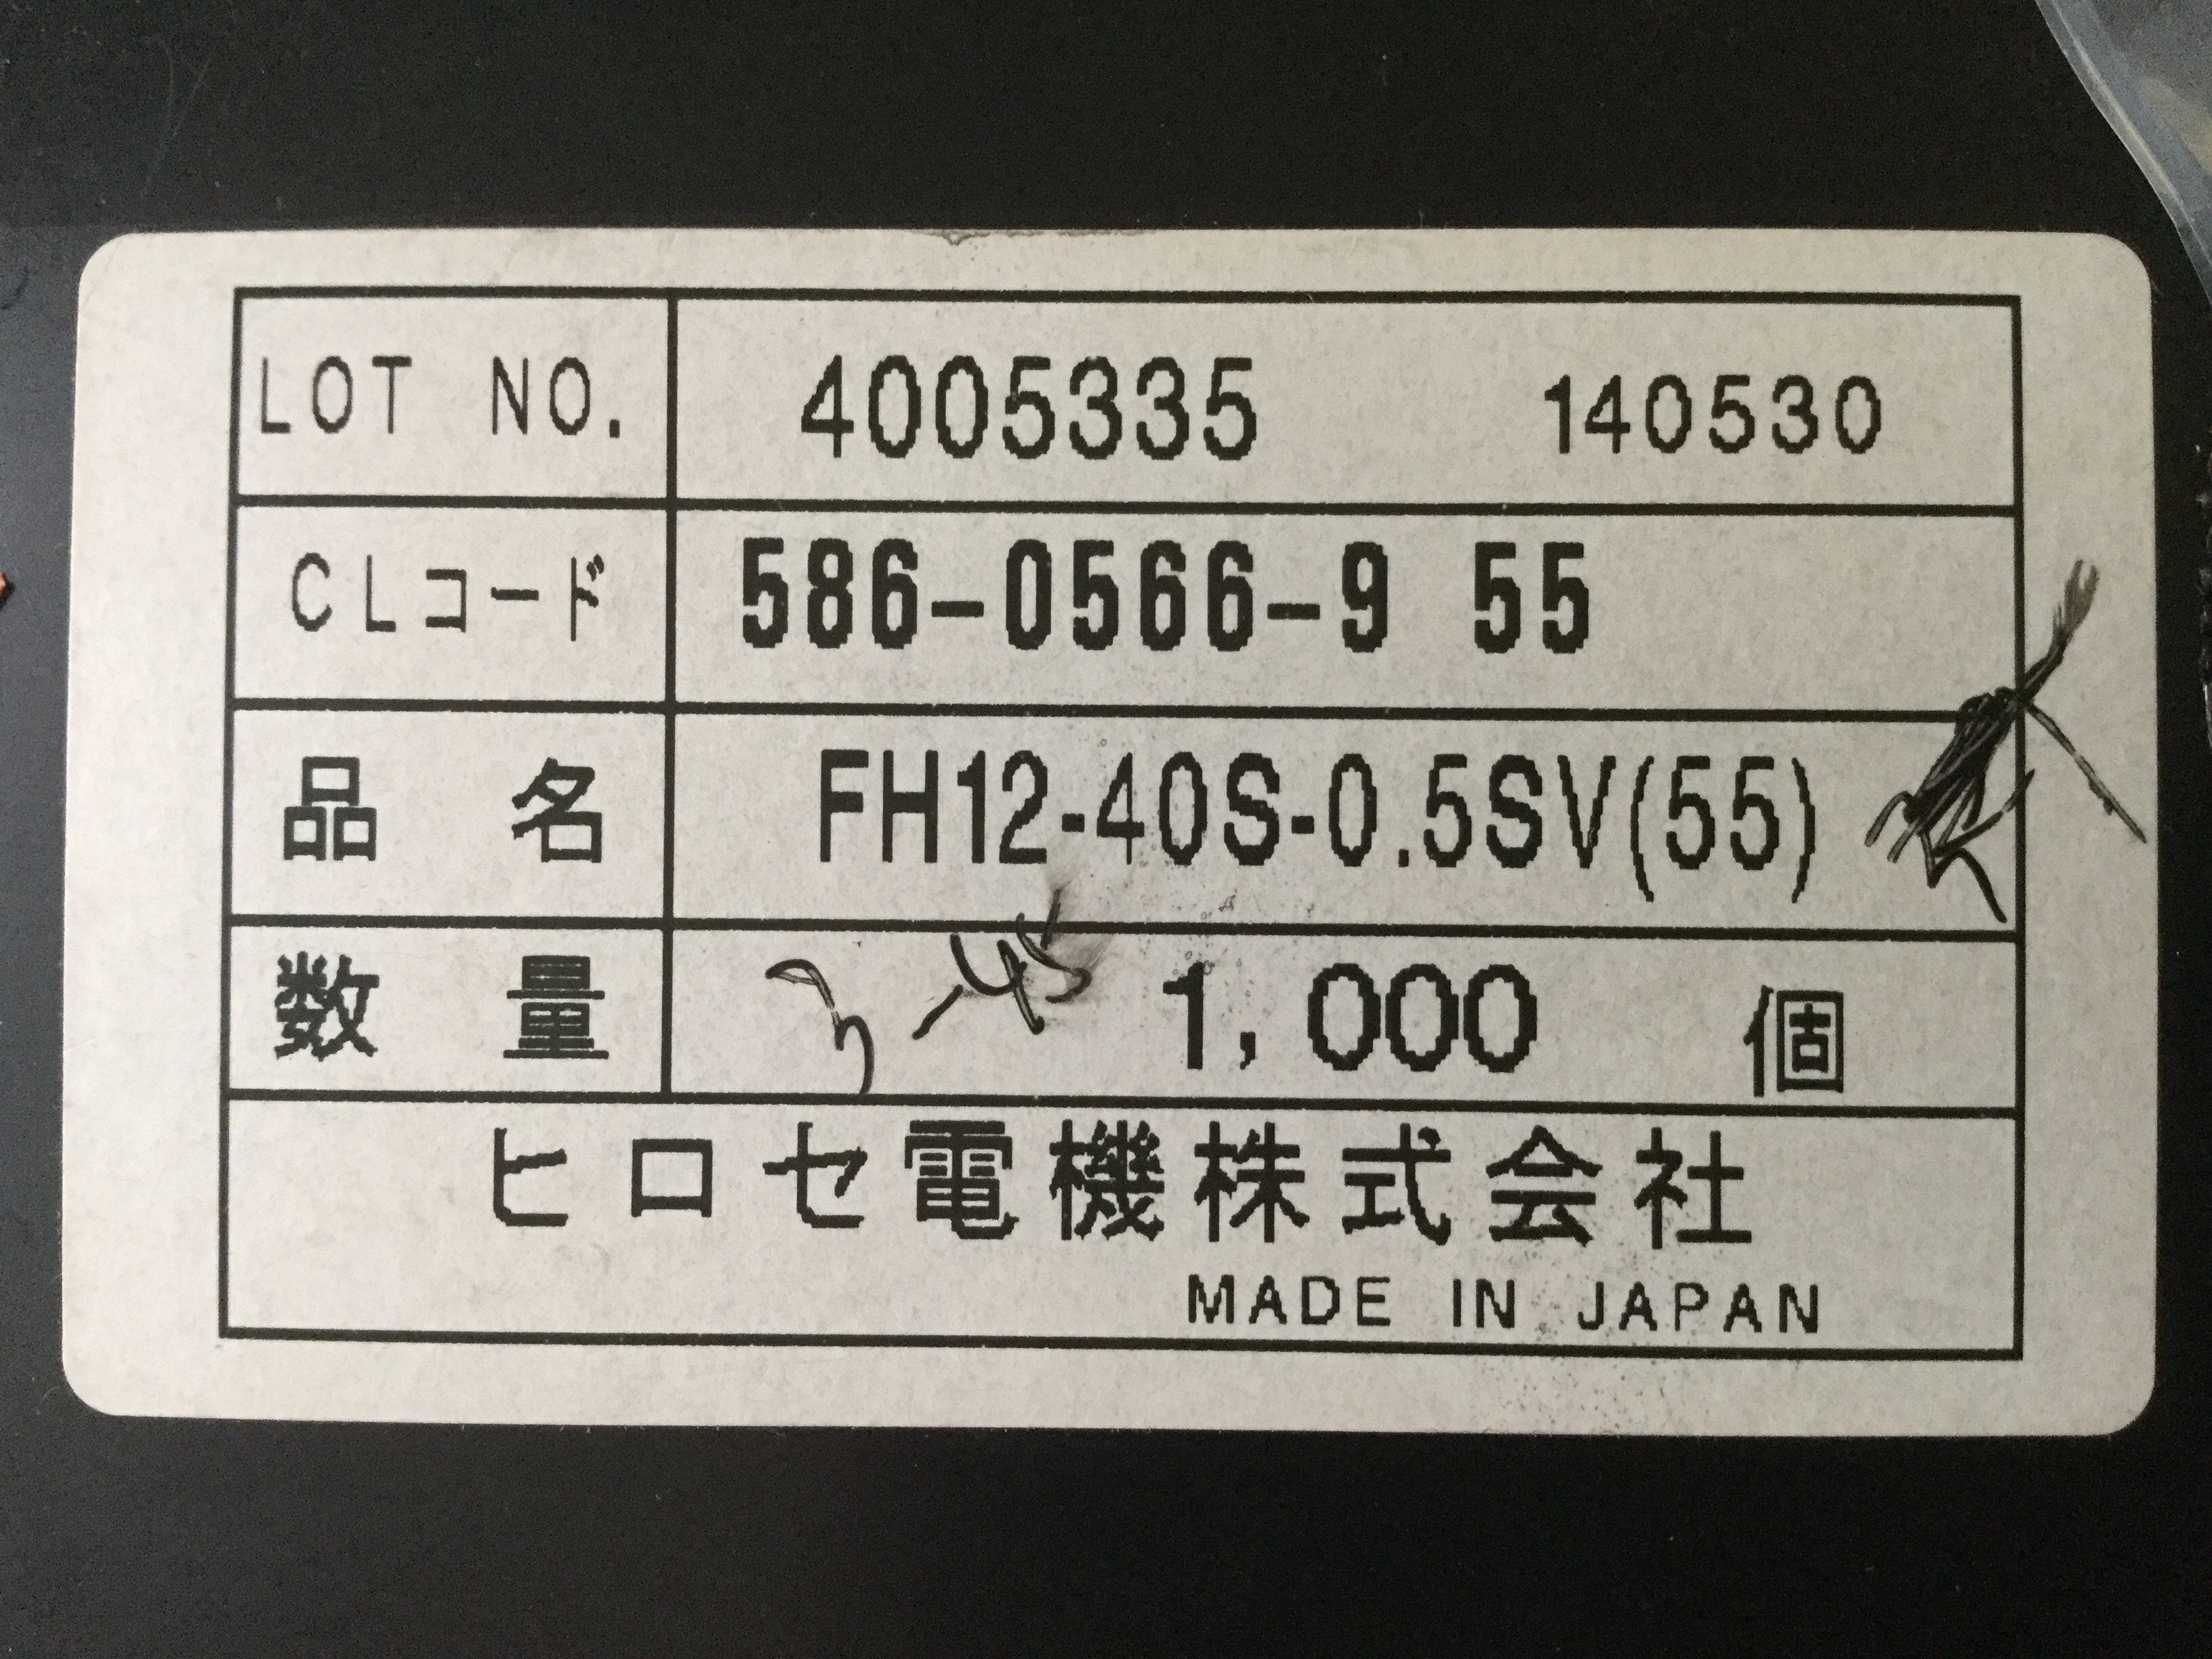 LOT NO. 4005335 140530
CLコード 586-0566-9 55
品名 FH12-40S-0.5SV(55)
数量 1,000 個
ヒロセ電機株式会社
MADE IN JAPAN